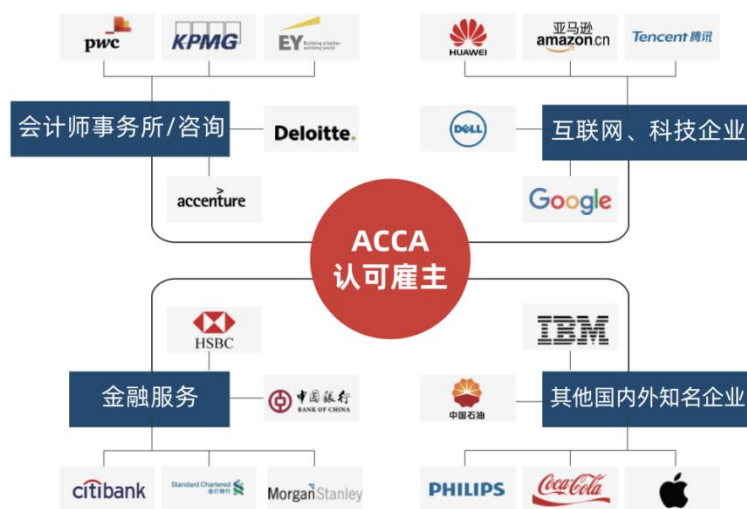 pwc
KPMG
EY
Building a better
working world
会计师事务所/咨询
Deloitte.
accenture
HUAWEI
亚马逊
amazon.cn
Tencent 腾讯
DELL
互联网、科技企业
Google
ACCA
认可雇主
HSBC
金融服务
中国银行
BANK OF CHINA
citibank
Standard Chartered
渣打银行
Morgan Stanley
IBM
中国石油
其他国内外知名企业
PHILIPS
Coca-Cola